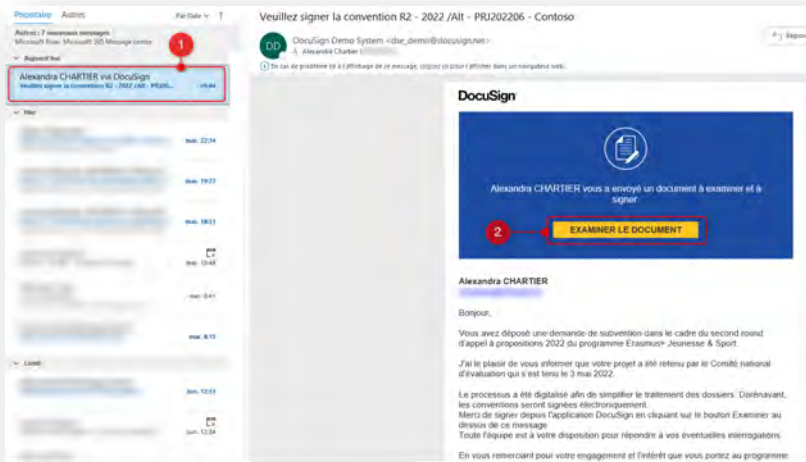 Prioritaire Autres Par Date ↑
Autres : 7 nouveaux messages
Microsoft Bookings, Microsoft 365 Message center
Aujourd'hui
1
Alexandra CHARTIER via DocuSign
Veuillez signer la convention R2 - 2022 /Alt - PRJ20... 09:44
Hier
mar. 22:54
mar. 19:27
mar. 18:23
mar. 10:48
mar. 9:41
mar. 8:15
Lundi
lun. 12:53
lun. 12:34
Veuillez signer la convention R2 - 2022 /Alt - PRJ202206 - Contoso
DD
DocuSign Demo System <dse_demo@docusign.net>
À Alexandra Chartier
Répondre
En cas de problème lié à l'affichage de ce message, cliquez ici pour l'afficher dans un navigateur web.
DocuSign
Alexandra CHARTIER vous a envoyé un document à examiner et à
signer
2
EXAMINER LE DOCUMENT
Alexandra CHARTIER
Bonjour,
Vous avez déposé une demande de subvention dans le cadre du second round
d'appel à propositions 2022 du programme Erasmus+ Jeunesse & Sport.
J'ai le plaisir de vous informer que votre projet a été retenu par le Comité national
d'évaluation qui s'est tenu le 3 mai 2022.
Le processus a été digitalisé afin de simplifier le traitement des dossiers. Dorénavant,
les conventions seront signées électroniquement.
Merci de signer depuis l'application DocuSign en cliquant sur le bouton Examiner au
dessus de ce message
Toute l'équipe est à votre disposition pour répondre à vos éventuelles interrogations.
En vous remerciant pour votre engagement et l'intérêt que vous portez au programme.